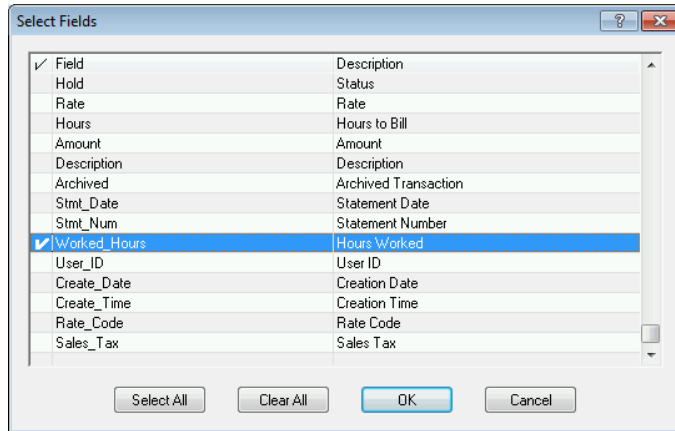 Select Fields
Field Description
Hold Status
Rate Rate
Hours Hours to Bill
Amount Amount
Description Description
Archived Archived Transaction
Stmt_Date Statement Date
Stmt_Num Statement Number
Worked_Hours Hours Worked
User_ID User ID
Create_Date Creation Date
Create_Time Creation Time
Rate_Code Rate Code
Sales_Tax Sales Tax
Select All Clear All OK Cancel